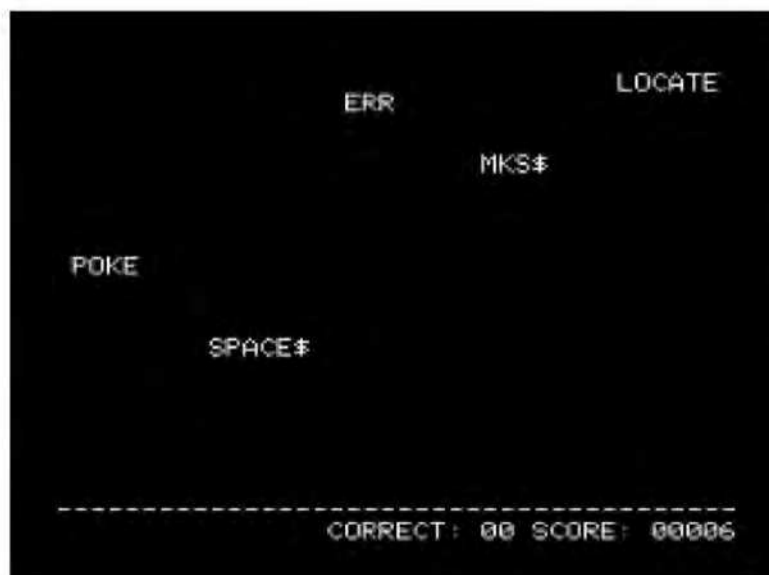 LOCATE
ERR
MKS$
POKE
SPACE$
CORRECT: 00 SCORE: 00006